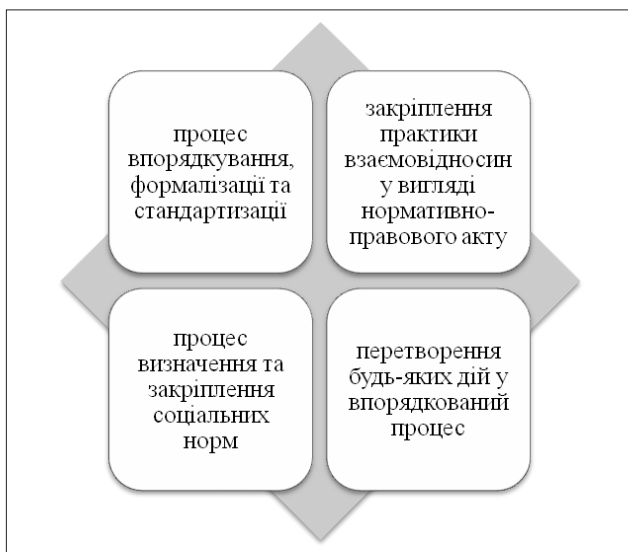 процес
впорядкування,
формалізації та
стандартизації
закріплення
практики
взаємовідносин
у вигляді
нормативно-
правового акту
процес
визначення та
закріплення
соціальних
норм
перетворення
будь-яких дій у
впорядкований
процес